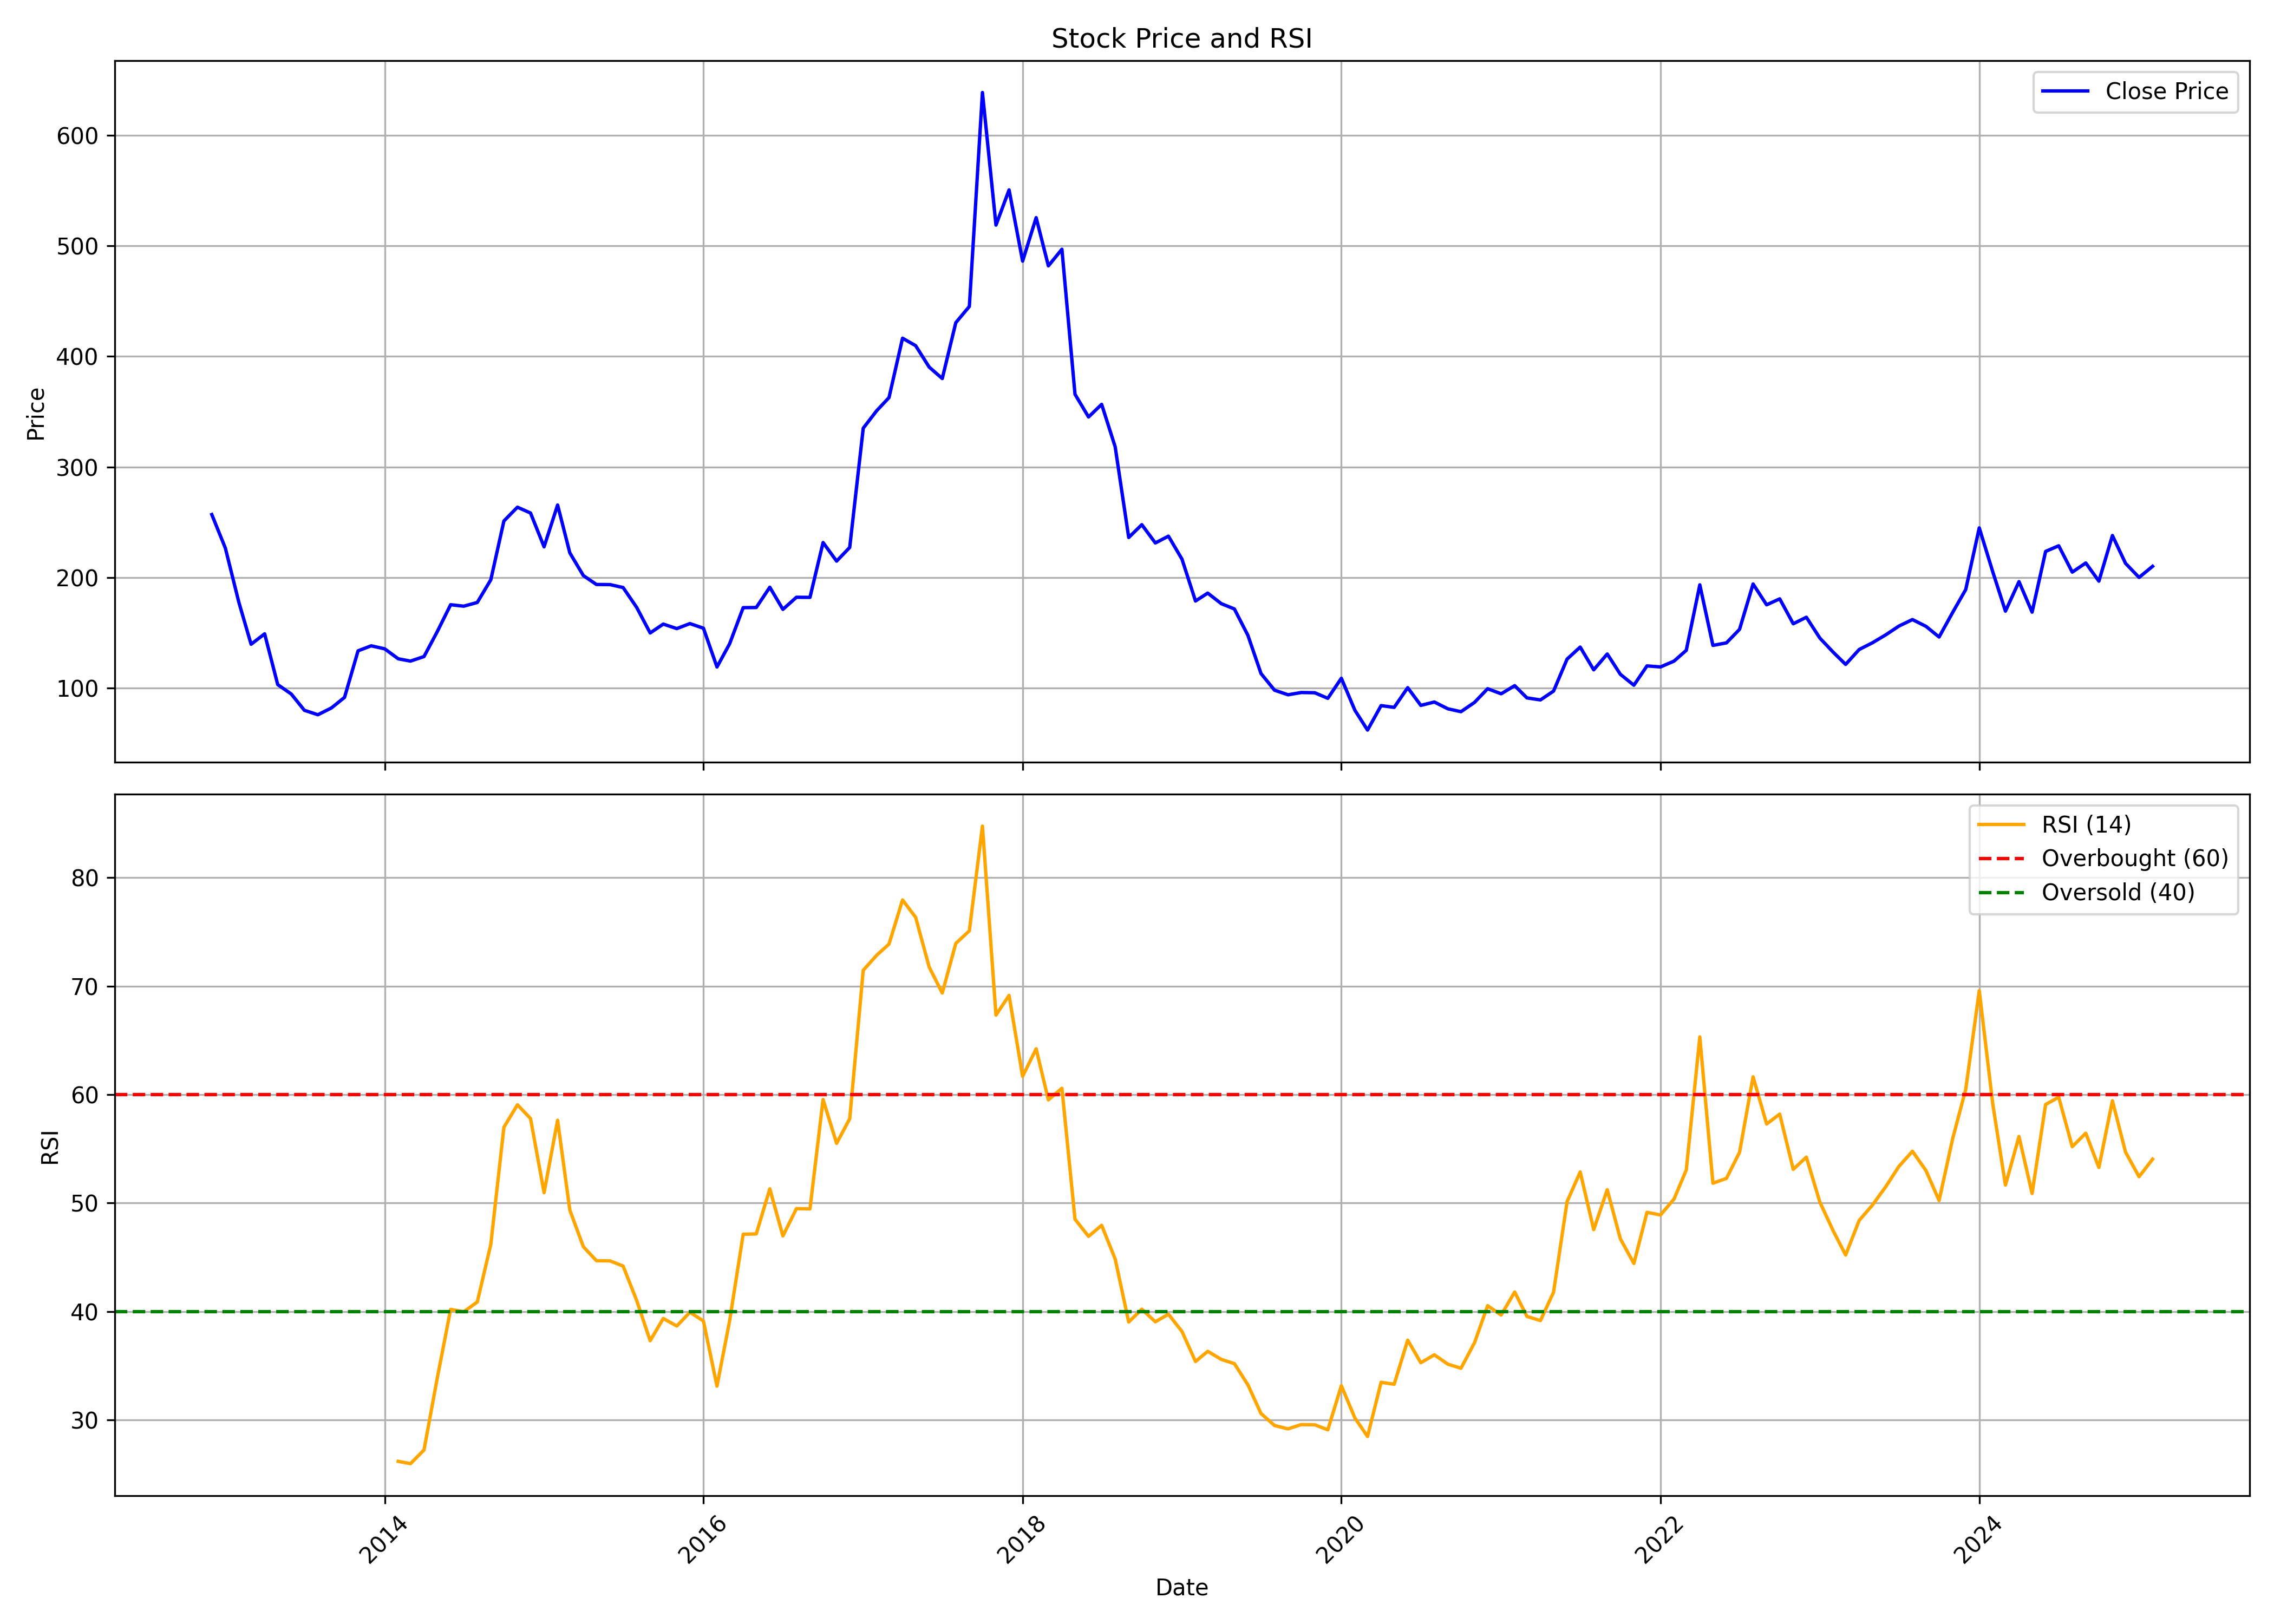 Stock Price and RSI
Close Price
600
500
400
300
200
100
Price
RSI (14)
Overbought (60)
Oversold (40)
80
70
60
50
40
30
RSI
2014
2016
2018
2020
2022
2024
Date